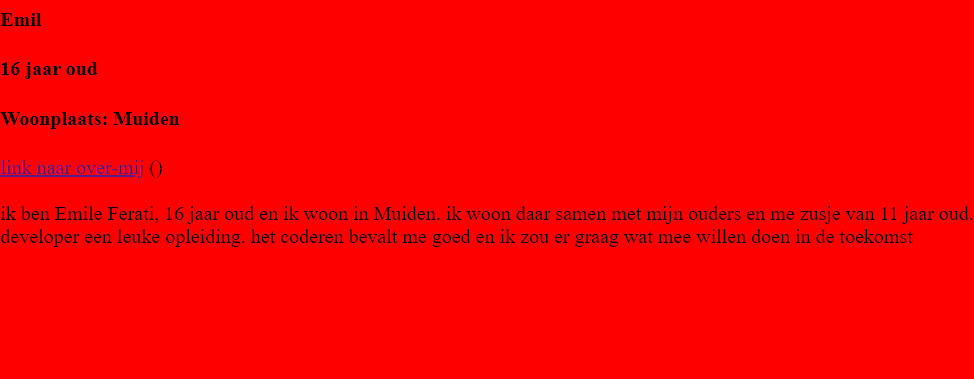 Emil
16 jaar oud
Woonplaats: Muiden
link naar over-mij ()
ik ben Emile Ferati, 16 jaar oud en ik woon in Muiden. ik woon daar samen met mijn ouders en me zusje van 11 jaar oud.
developer een leuke opleiding. het coderen bevalt me goed en ik zou er graag wat mee willen doen in de toekomst